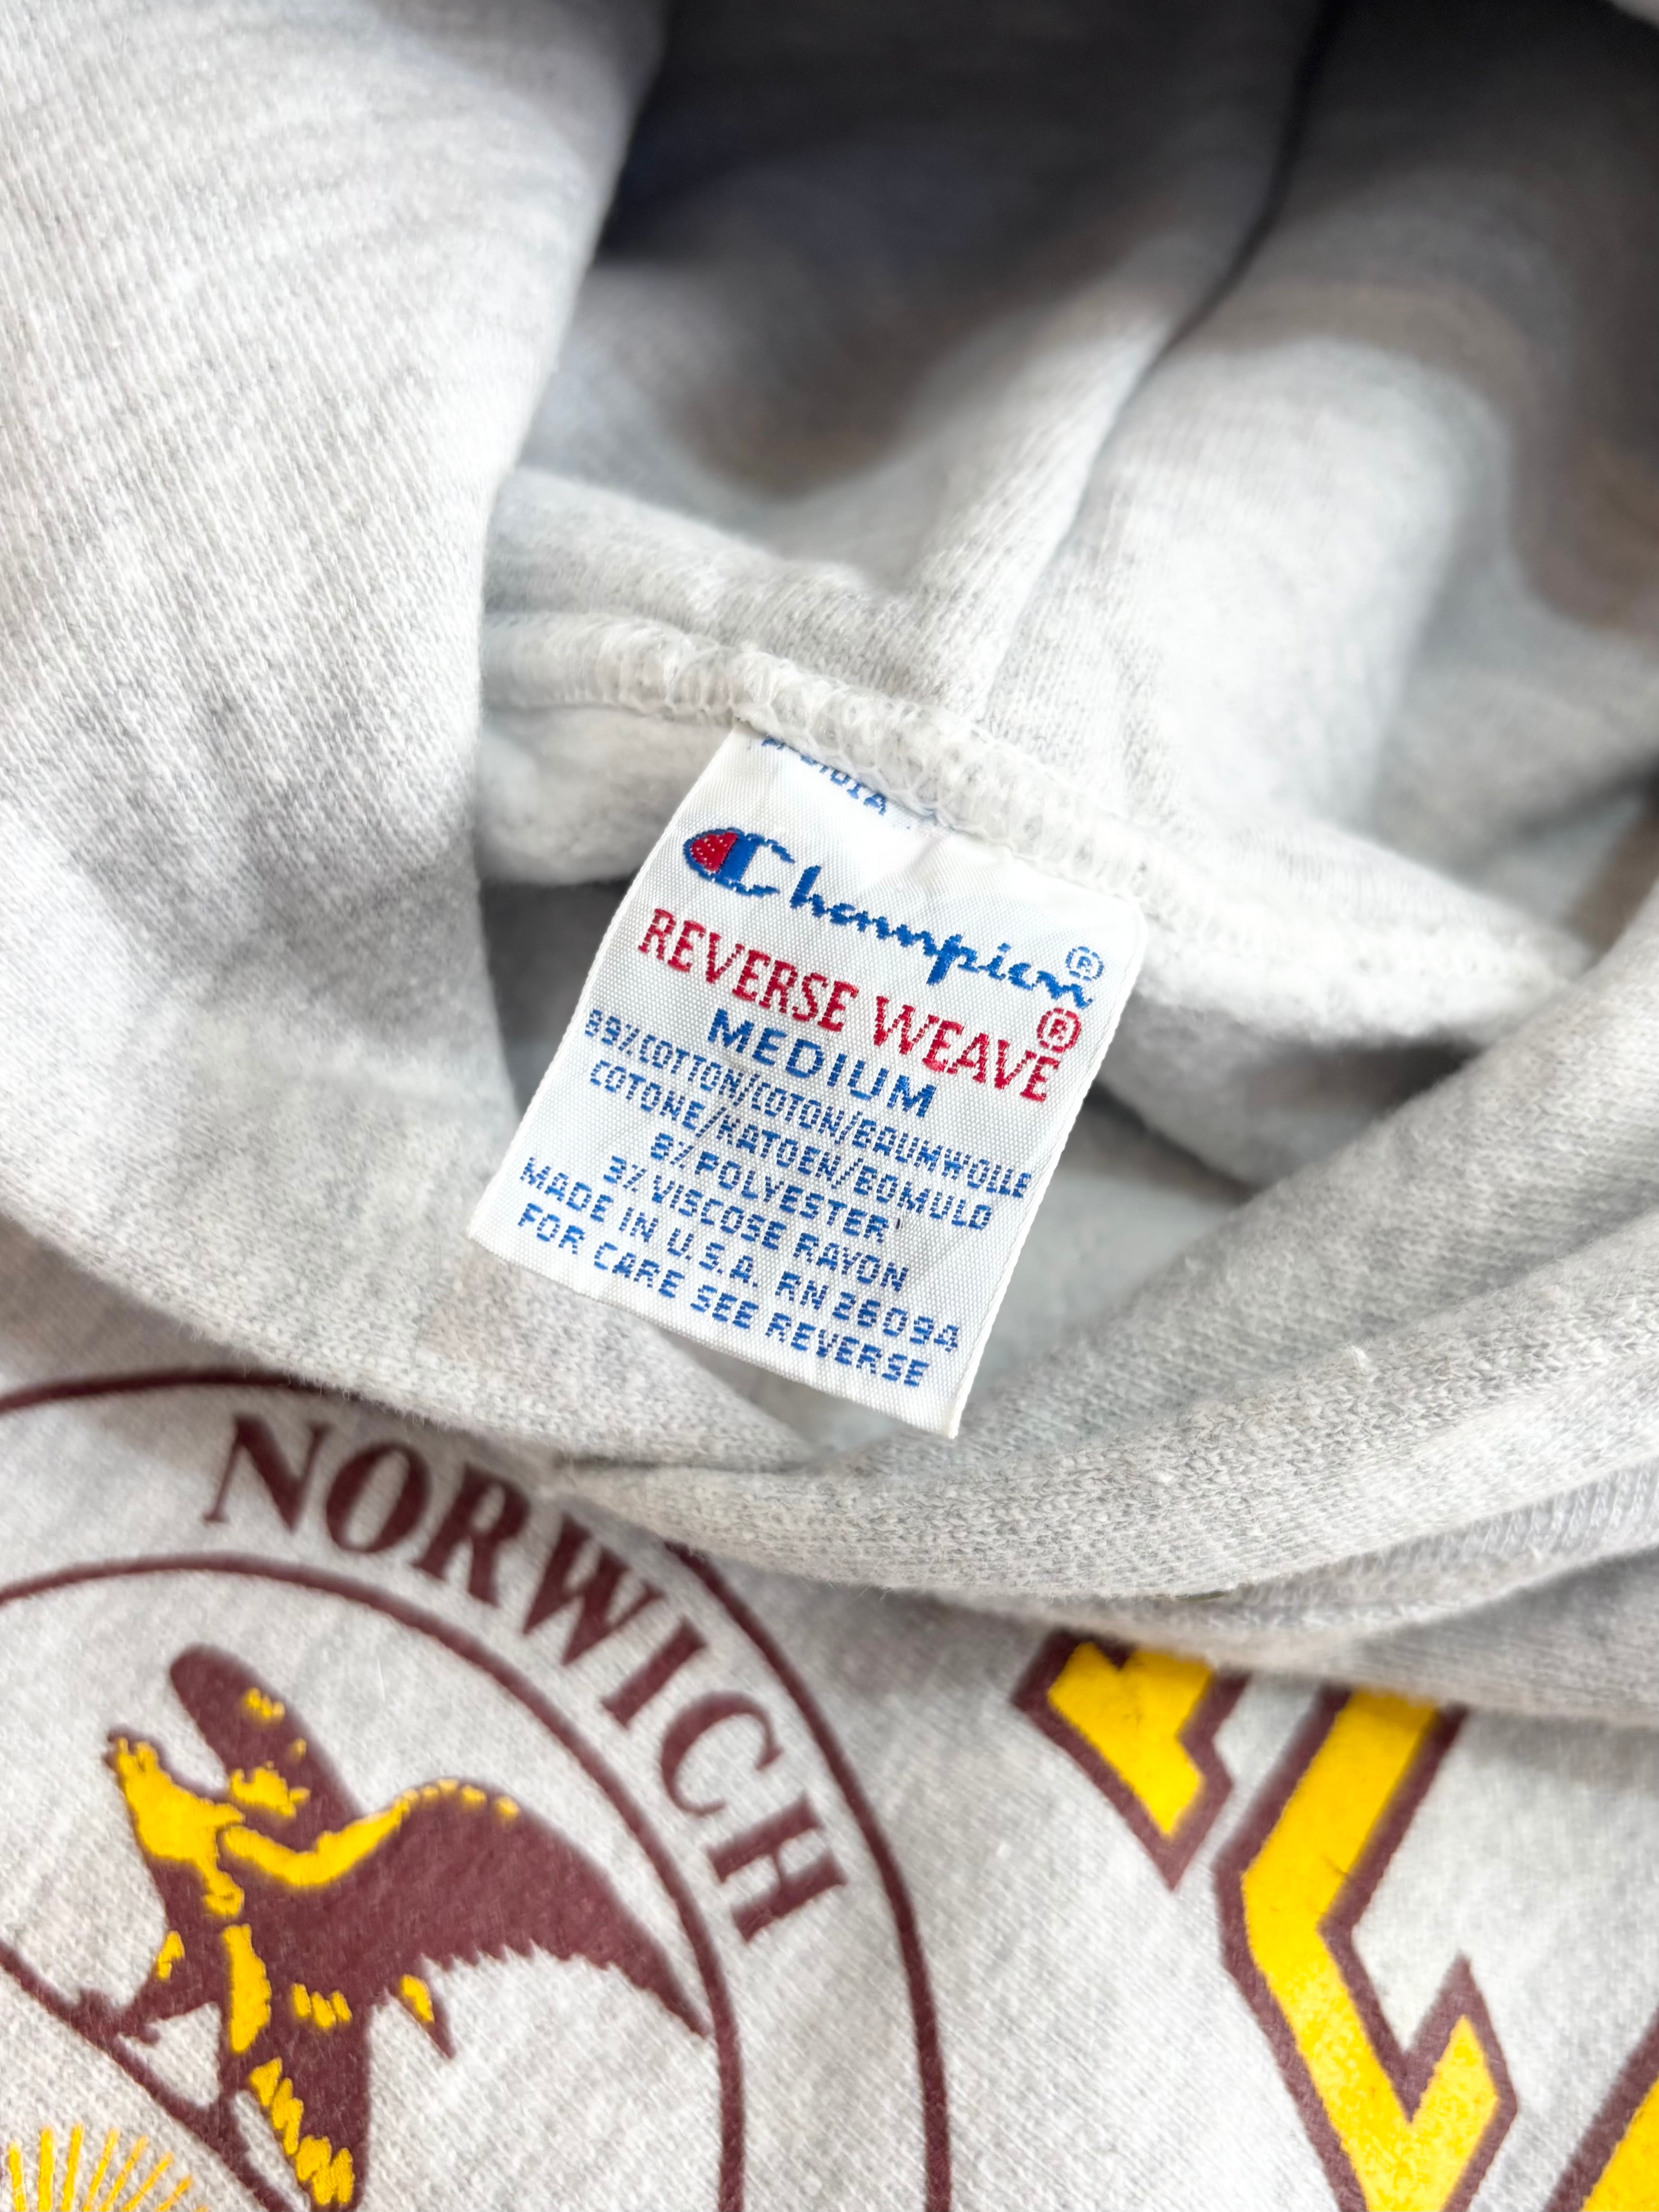 Champion®
REVERSE WEAVE®
MEDIUM
89%COTTON/COTON/BAUMWOLLE
COTONE/KATOEN/BOMULD
8%POLYESTER
3%VISCOSE RAYON
MADE IN U.S.A. RN 26094
FOR CARE SEE REVERSE
NORWICH